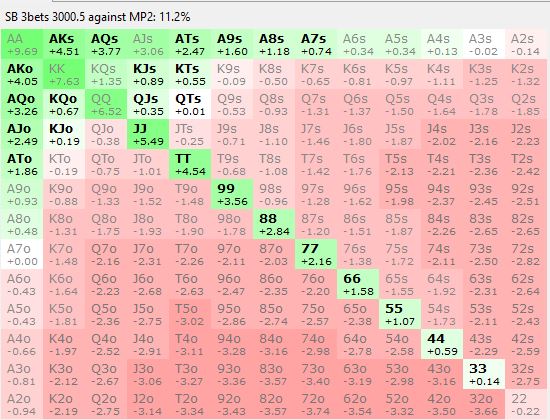 SB 3bets 3000.5 against MP2: 11.2%
AA AKs AQs AJs ATs A9s A8s A7s A6s A5s A4s A3s A2s
+9.69 +4.51 +3.77 +3.06 +2.47 +1.60 +1.18 +0.74 +0.34 +0.34 +0.13 -0.02 -0.14
AKo KK KQs KJs KTs K9s K8s K7s K6s K5s K4s K3s K2s
+4.05 +7.63 +1.35 +0.89 +0.55 -0.09 -0.50 -0.65 -0.81 -0.97 -1.11 -1.25 -1.32
AQo KQo QQ QJs QTs Q9s Q8s Q7s Q6s Q5s Q4s Q3s Q2s
+3.26 +0.67 +6.52 +0.35 +0.01 -0.53 -0.93 -1.31 -1.37 -1.50 -1.64 -1.78 -1.85
AJo KJo QJo JJ JTs J9s J8s J7s J6s J5s J4s J3s J2s
+2.49 +0.19 -0.38 +5.49 -0.25 -0.71 -1.10 -1.46 -1.80 -1.87 -2.02 -2.16 -2.23
ATo KTo QTo JTo TT T9s T8s T7s T6s T5s T4s T3s T2s
+1.86 -0.19 -0.75 -1.01 +4.54 -0.68 -1.08 -1.42 -1.76 -2.13 -2.21 -2.36 -2.42
A9o K9o Q9o J9o T9o 99 98s 97s 96s 95s 94s 93s 92s
+0.93 -0.88 -1.33 -1.52 -1.48 +3.56 -0.96 -1.28 -1.62 -1.98 -2.37 -2.45 -2.51
A8o K8o Q8o J8o T8o 98o 88 87s 86s 85s 84s 83s 82s
+0.48 -1.31 -1.75 -1.93 -1.90 -1.78 +2.84 -1.20 -1.51 -1.87 -2.26 -2.65 -2.65
A7o K7o Q7o J7o T7o 97o 87o 77 76s 75s 74s 73s 72s
+0.00 -1.48 -2.16 -2.31 -2.26 -2.11 -2.03 +2.16 -1.38 -1.72 -2.11 -2.50 -2.82
A6o K6o Q6o J6o T6o 96o 86o 76o 66 65s 64s 63s 62s
-0.43 -1.64 -2.23 -2.68 -2.63 -2.47 -2.35 -2.20 +1.58 -1.55 -1.92 -2.31 -2.64
A5o K5o Q5o J5o T5o 95o 85o 75o 65o 55 54s 53s 52s
-0.43 -1.81 -2.36 -2.75 -3.02 -2.86 -2.74 -2.57 -2.38 +1.07 -1.73 -2.11 -2.43
A4o K4o Q4o J4o T4o 94o 84o 74o 64o 54o 44 43s 42s
-0.66 -1.97 -2.52 -2.91 -3.11 -3.28 -3.16 -2.98 -2.78 -2.58 +0.59 -2.29 -2.59
A3o K3o Q3o J3o T3o 93o 83o 73o 63o 53o 43o 33 32s
-0.81 -2.12 -2.67 -3.06 -3.27 -3.36 -3.57 -3.40 -3.19 -2.98 -3.16 +0.14 -2.75
A2o K2o Q2o J2o T2o 92o 82o 72o 62o 52o 42o 32o 22
-0.94 -2.19 -2.75 -3.14 -3.34 -3.43 -3.57 -3.74 -3.54 -3.32 -3.50 -3.66 -0.22